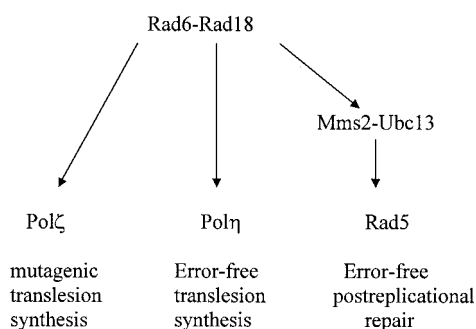 Rad6-Rad18
Mms2-Ubc13
Polζ
Polη
Rad5
mutagenic
translesion
synthesis
Error-free
translesion
synthesis
Error-free
postreplicational
repair